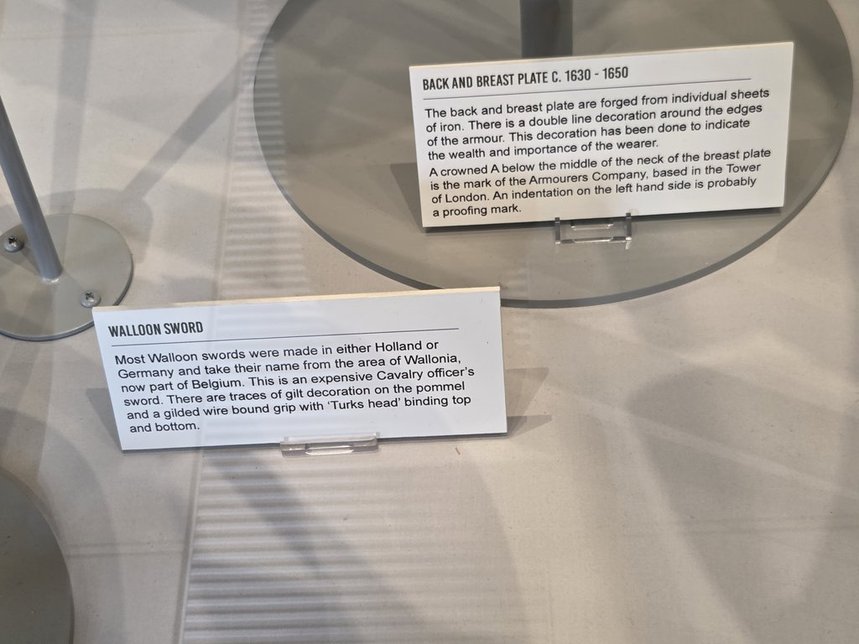 BACK AND BREAST PLATE C. 1630 - 1650
The back and breast plate are forged from individual sheets
of iron. There is a double line decoration around the edges
of the armour. This decoration has been done to indicate
the wealth and importance of the wearer.
A crowned A below the middle of the neck of the breast plate
is the mark of the Armourers Company, based in the Tower
of London. An indentation on the left hand side is probably
a proofing mark.
WALLOON SWORD
Most Walloon swords were made in either Holland or
Germany and take their name from the area of Wallonia,
now part of Belgium. This is an expensive Cavalry officer's
sword. There are traces of gilt decoration on the pommel
and a gilded wire bound grip with 'Turks head' binding top
and bottom.